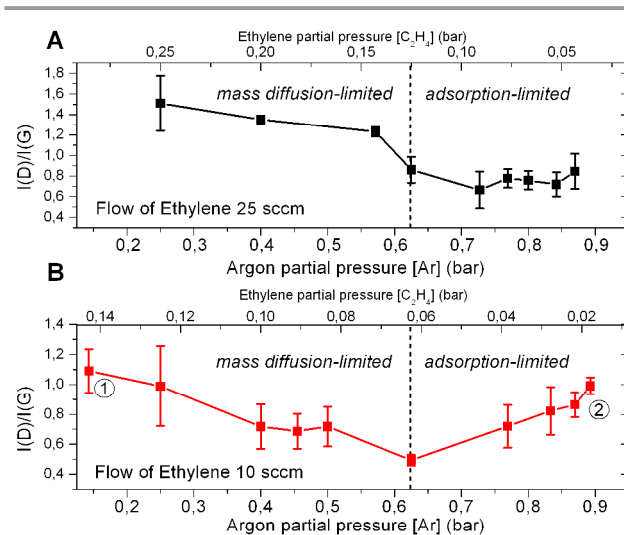 A
Ethylene partial pressure [C₂H₄] (bar)
0,25 0,20 0,15 0,10 0,05
1,8
1,6
1,4
1,2
1,0
0,8
0,6
0,4
I(D)/I(G)
mass diffusion-limited adsorption-limited
Flow of Ethylene 25 sccm
0,2 0,3 0,4 0,5 0,6 0,7 0,8 0,9
Argon partial pressure [Ar] (bar)
B
Ethylene partial pressure [C₂H₄] (bar)
0,14 0,12 0,10 0,08 0,06 0,04 0,02
1,4
1,2
1,0
0,8
0,6
0,4
I(D)/I(G)
mass diffusion-limited adsorption-limited
① ②
Flow of Ethylene 10 sccm
0,2 0,3 0,4 0,5 0,6 0,7 0,8 0,9
Argon partial pressure [Ar] (bar)